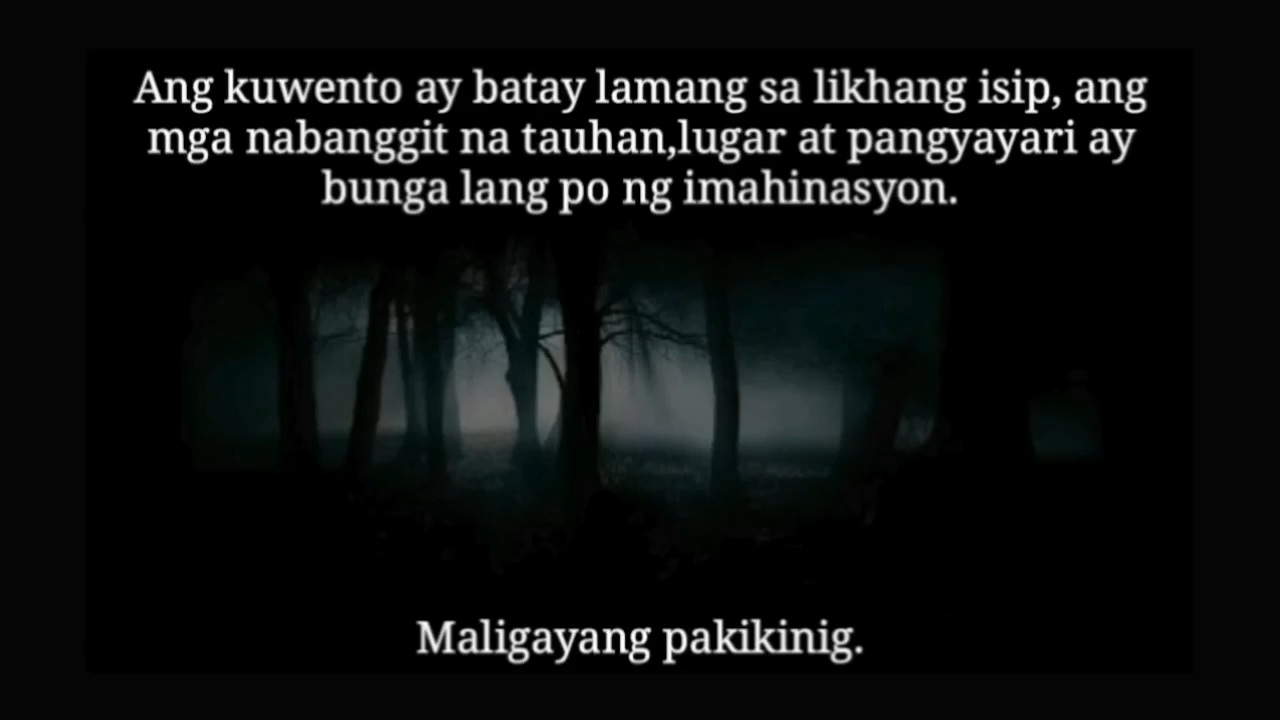 Ang kuwento ay batay lamang sa likhang isip, ang
mga nabanggit na tauhan,lugar at pangyayari ay
bunga lang po ng imahinasyon.
Maligayang pakikinig.